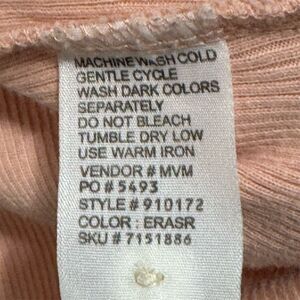 MACHINE WASH COLD
GENTLE CYCLE
WASH DARK COLORS
SEPARATELY
DO NOT BLEACH
TUMBLE DRY LOW
USE WARM IRON
VENDOR # MVM
PO # 5493
STYLE # 910172
COLOR : ERASR
SKU # 7151886